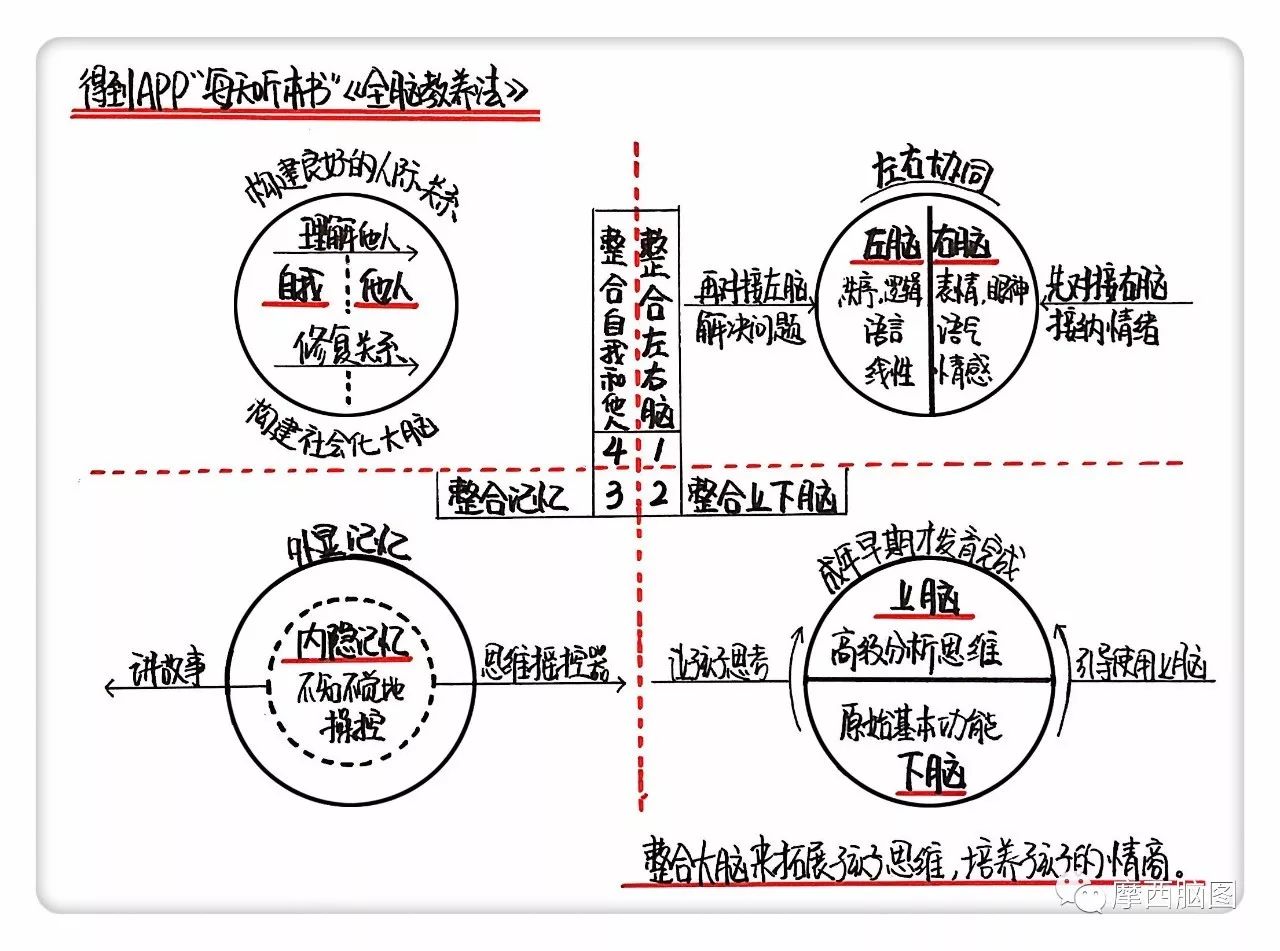 得到APP“每天听本书”《全脑教养法》
构建良好的人际关系
理解他人
自我
他人
修复关系
构建社会化大脑
整合自我和他人
整合左右脑
4
1
3
2
整合记忆
整合上下脑
左右协同
左脑
右脑
秩序、逻辑
语言
线性
表情、眼神
语气
情感
再对接左脑
解决问题
先对接右脑
接纳情绪
外显记忆
内隐记忆
不知不觉地
操控
讲故事
思维摇控器
成年早期才发育完成
上脑
高级分析思维
原始基本功能
下脑
让孩子思考
引导使用上脑
整合大脑来拓展孩子思维，培养孩子的情商。
摩西脑图